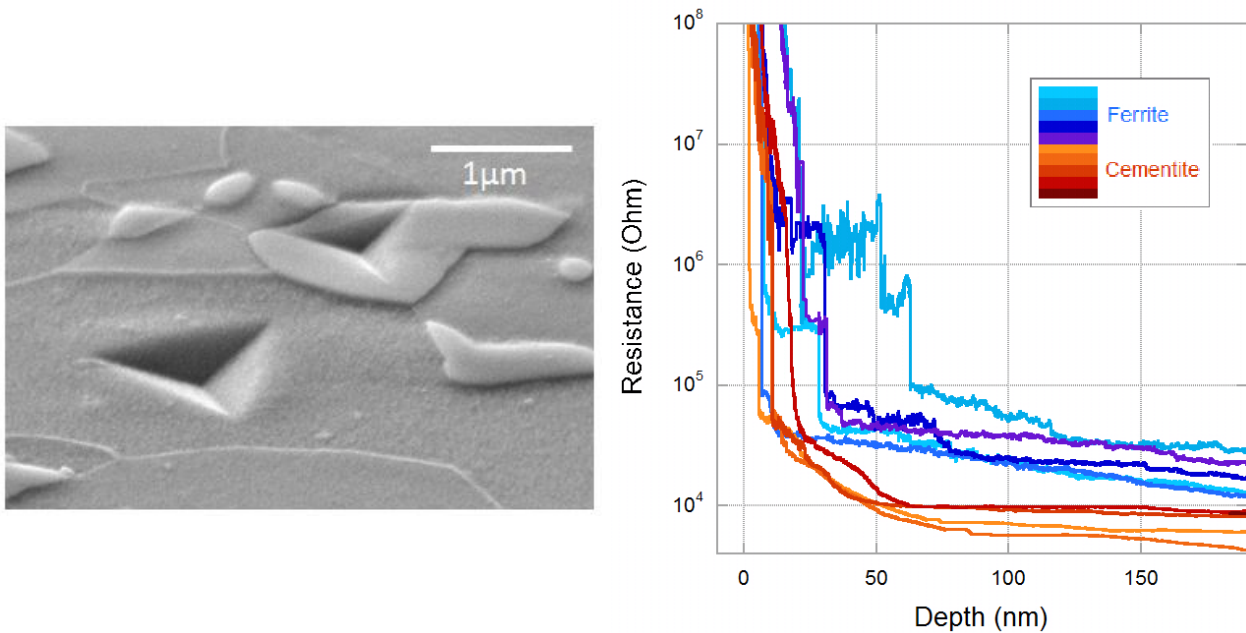 1μm
Resistance (Ohm)
10⁸
10⁷
10⁶
10⁵
10⁴
Ferrite
Cementite
0
50
100
150
Depth (nm)